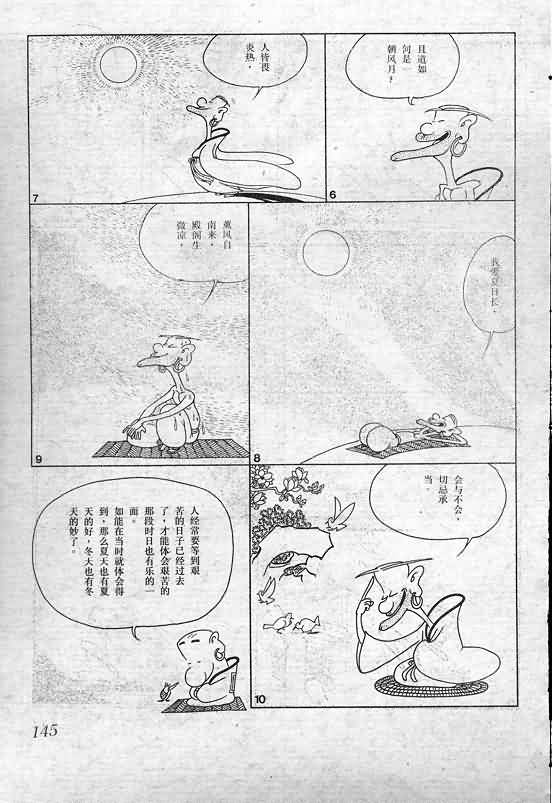 且道如
何是一
朝风月？
6
人皆畏
炎热，
7
我爱夏日长，
8
薰风自
南来，
殿阁生
微凉。
9
会与不会，
切忌承
当。
10
人经常要等到艰
苦的日子已经过去
了，才能体会艰苦的
那段时日也有乐的一
面。
如能在当时就体会得
到，那么夏天也有夏
天的好，冬天也有冬
天的妙了。
145